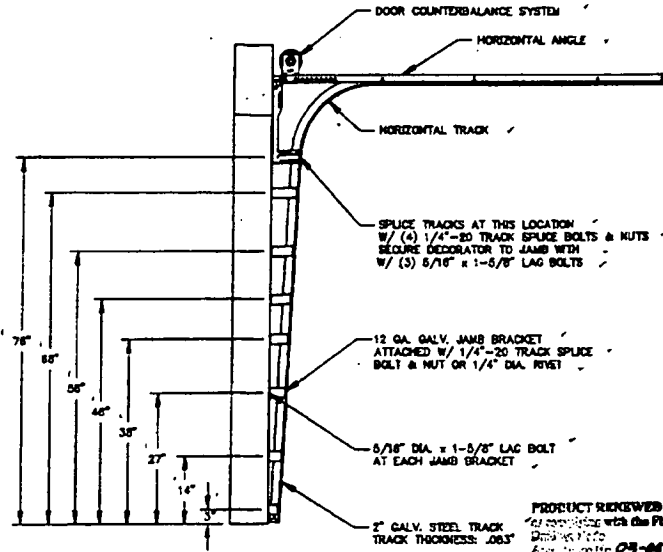 DOOR COUNTERBALANCE SYSTEM
HORIZONTAL ANGLE
HORIZONTAL TRACK
SPLICE TRACKS AT THIS LOCATION
W/ (4) 1/4"-20 TRACK SPLICE BOLTS & NUTS
SECURE DECORATOR TO JAMB WITH
W/ (3) 5/16" x 1-5/8" LAG BOLTS
76"
68"
56"
46"
38"
12 GA. GALV. JAMB BRACKET
ATTACHED W/ 1/4"-20 TRACK SPLICE
BOLT & NUT OR 1/4" DIA. RIVET
27"
5/16" DIA. x 1-5/8" LAG BOLT
AT EACH JAMB BRACKET
14"
3"
2" GALV. STEEL TRACK
TRACK THICKNESS: .063"
PRODUCT RENEWED
with the